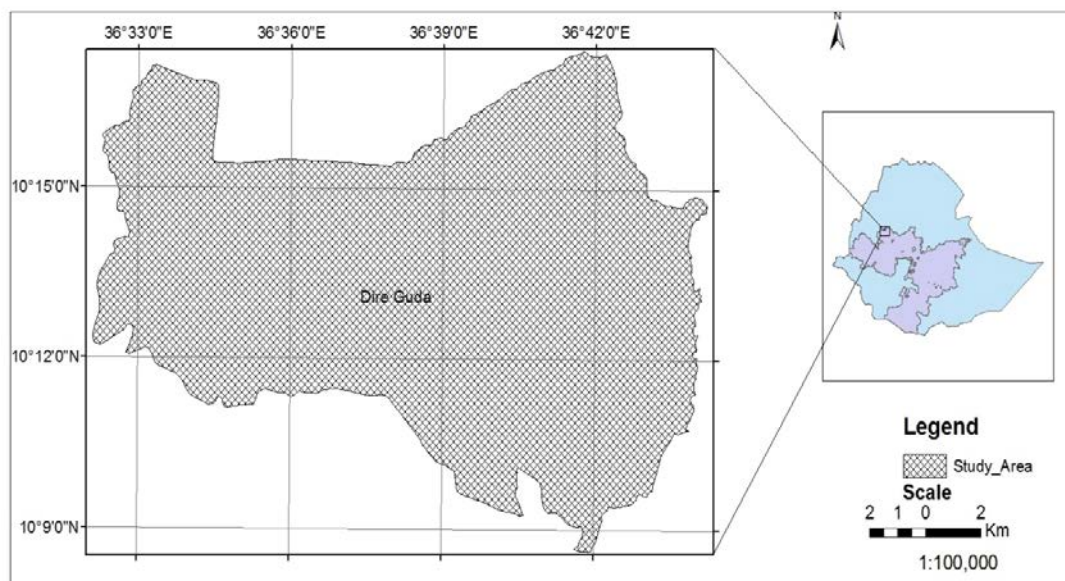 36°33'0"E 36°36'0"E 36°39'0"E 36°42'0"E
N
10°15'0"N
Dire Guda
10°12'0"N
10°9'0"N
Legend
Study_Area
Scale
2 1 0 2
Km
1:100,000